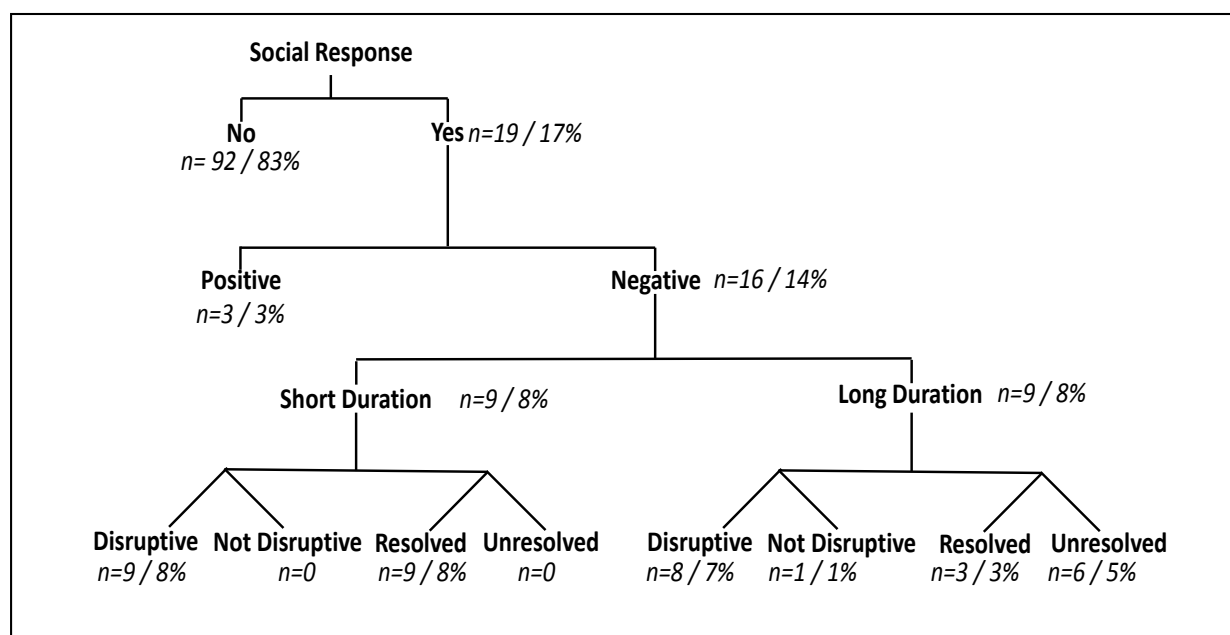 Social Response
No
n= 92 / 83%
Yes n=19 / 17%
Positive
n=3 / 3%
Negative n=16 / 14%
Short Duration n=9 / 8%
Long Duration n=9 / 8%
Disruptive Not Disruptive Resolved Unresolved
n=9 / 8% n=0 n=9 / 8% n=0
Disruptive Not Disruptive Resolved Unresolved
n=8 / 7% n=1 / 1% n=3 / 3% n=6 / 5%